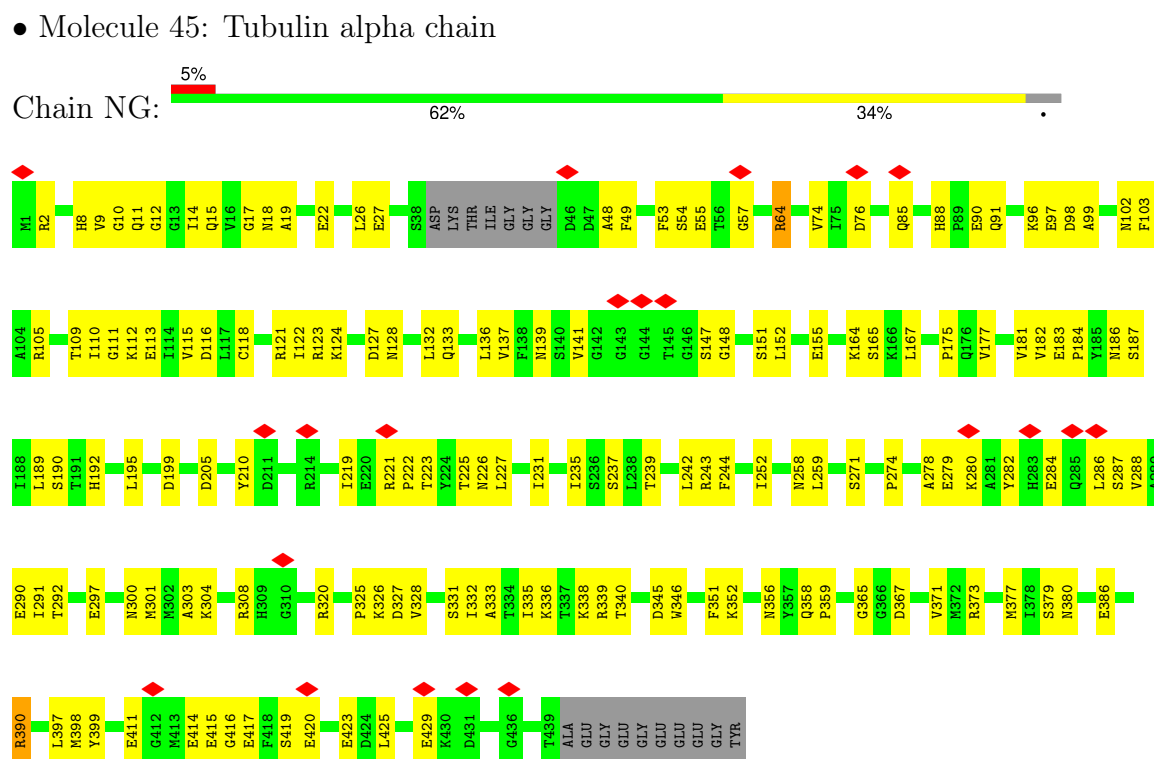 • Molecule 45: Tubulin alpha chain
5%
Chain NG:
62% 34% •
M1 R2 H8 V9 G10 Q11 G12 G13 I14 Q15 V16 G17 N18 A19 E22 L26 E27 S38 ASP LYS THR ILE GLY GLY GLY D46 D47 A48 F49 F53 S54 E55 T56 G57 R64 V74 I75 D76 Q85 H88 P89 E90 Q91 K96 E97 D98 A99 N102 F103
A104 R105 T109 I110 G111 K112 E113 I114 V115 D116 L117 C118 R121 I122 R123 K124 D127 N128 L132 Q133 L136 V137 F138 N139 S140 V141 G142 G143 G144 T145 G146 S147 G148 S151 L152 E155 K164 S165 K166 L167 P175 Q176 V177 V181 V182 E183 P184 Y185 N186 S187
I188 L189 S190 T191 H192 L195 D199 D205 Y210 D211 R214 I219 E220 R221 P222 T223 Y224 T225 N226 L227 I231 I235 S236 S237 L238 T239 L242 R243 F244 I252 N258 L259 S271 P274 A278 E279 K280 A281 Y282 H283 E284 Q285 L286 S287 V288 A289
E290 I291 T292 E297 N300 M301 M302 A303 K304 R308 H309 G310 R320 P325 K326 D327 V328 S331 I332 A333 T334 I335 K336 T337 K338 R339 T340 D345 W346 F351 K352 N356 Y357 Q358 P359 G365 G366 D367 V371 M372 R373 M377 I378 S379 N380 E386
R390 L397 M398 Y399 E411 G412 M413 E414 E415 G416 E417 F418 S419 E420 E423 D424 L425 E429 K430 D431 G436 T439 ALA GLU GLY GLU GLY GLU GLU GLU GLY TYR